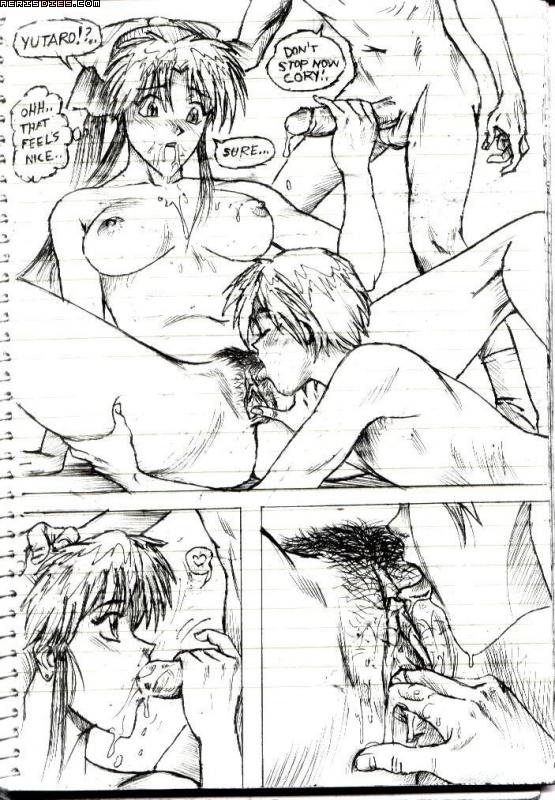 AERISDIES.COM
YUTARO!?..
DON'T
STOP NOW
CORY!..
OHH..
THAT
FEEL'S
NICE..
SURE...